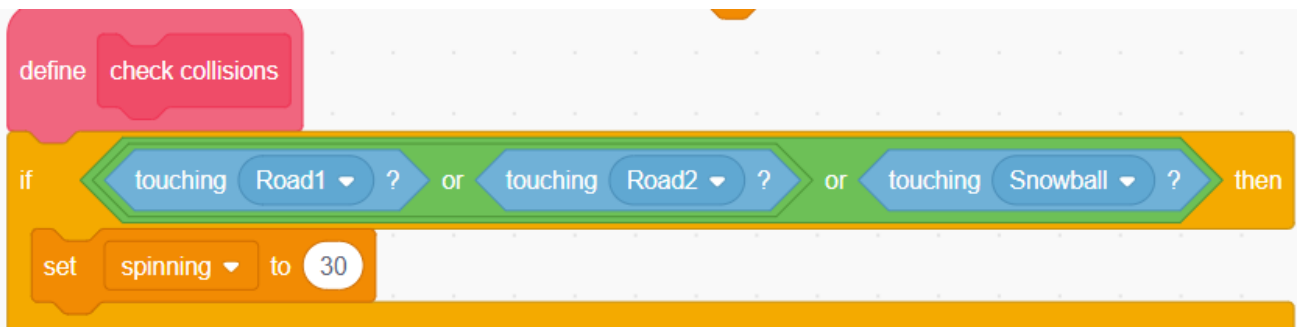 define check collisions
if touching Road1 ? or touching Road2 ? or touching Snowball ? then
set spinning to 30